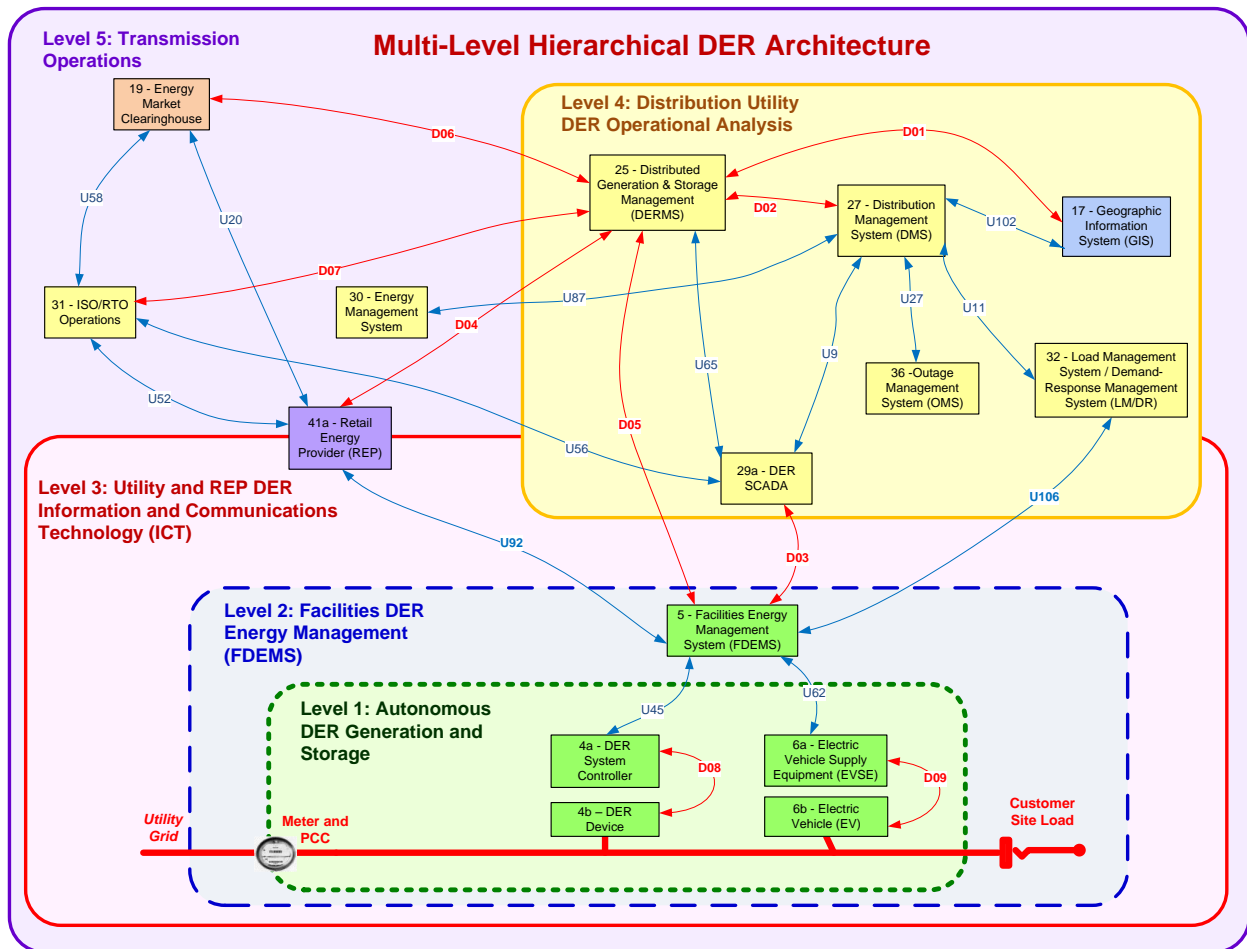 Multi-Level Hierarchical DER Architecture
Level 5: Transmission
Operations
19 - Energy
Market
Clearinghouse
Level 4: Distribution Utility
DER Operational Analysis
D06
D01
25 - Distributed
Generation & Storage
Management
(DERMS)
D02
27 - Distribution
Management
System (DMS)
U102
17 - Geographic
Information
System (GIS)
U58
U20
D07
31 - ISO/RTO
Operations
30 - Energy
Management
System
U87
D04
U27
U11
U65
U9
36 -Outage
Management
System (OMS)
32 - Load Management
System / Demand-
Response Management
System (LM/DR)
U52
41a - Retail
Energy
Provider (REP)
D05
U56
29a - DER
SCADA
U106
Level 3: Utility and REP DER
Information and Communications
Technology (ICT)
U92
D03
Level 2: Facilities DER
Energy Management
(FDEMS)
5 - Facilities Energy
Management
System (FDEMS)
U45
U62
Level 1: Autonomous
DER Generation and
Storage
4a - DER
System
Controller
D08
4b – DER
Device
6a - Electric
Vehicle Supply
Equipment (EVSE)
D09
6b - Electric
Vehicle (EV)
Utility
Grid
Meter and
PCC
Customer
Site Load